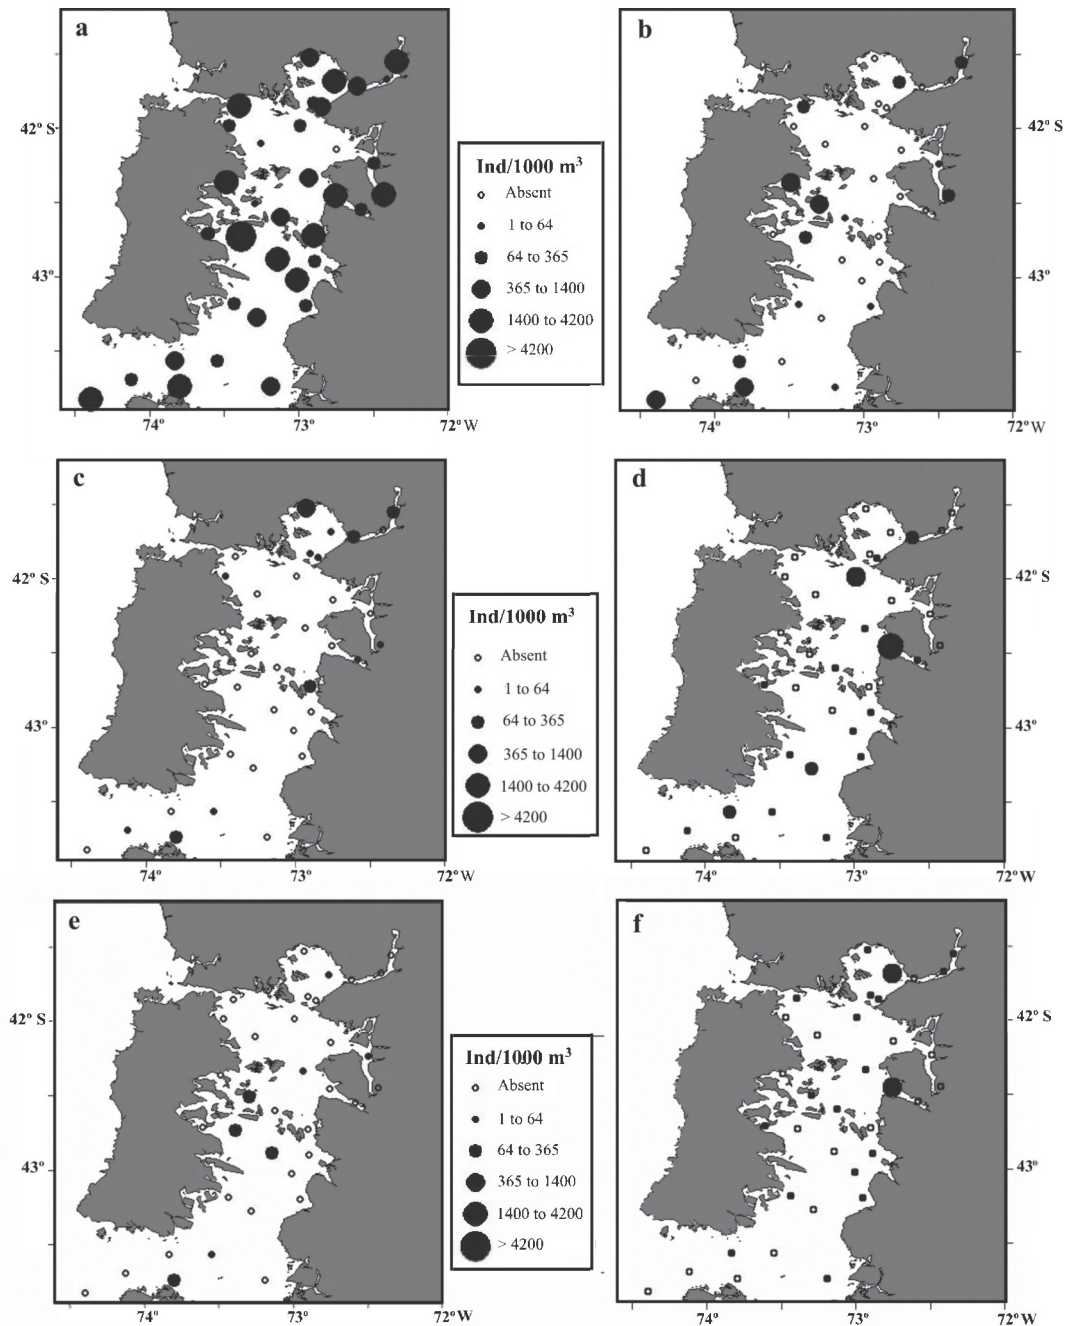 a
b
42° S
42° S
Ind/1000 m³
Absent
1 to 64
64 to 365
365 to 1400
1400 to 4200
> 4200
43°
43°
74°
73°
72°W
74°
73°
72°W
c
d
42° S
42° S
Ind/1000 m³
Absent
1 to 64
64 to 365
365 to 1400
1400 to 4200
> 4200
43°
43°
74°
73°
72°W
74°
73°
72°W
e
f
42° S
42° S
Ind/1000 m³
Absent
1 to 64
64 to 365
365 to 1400
1400 to 4200
> 4200
43°
43°
74°
73°
72°W
74°
73°
72°W